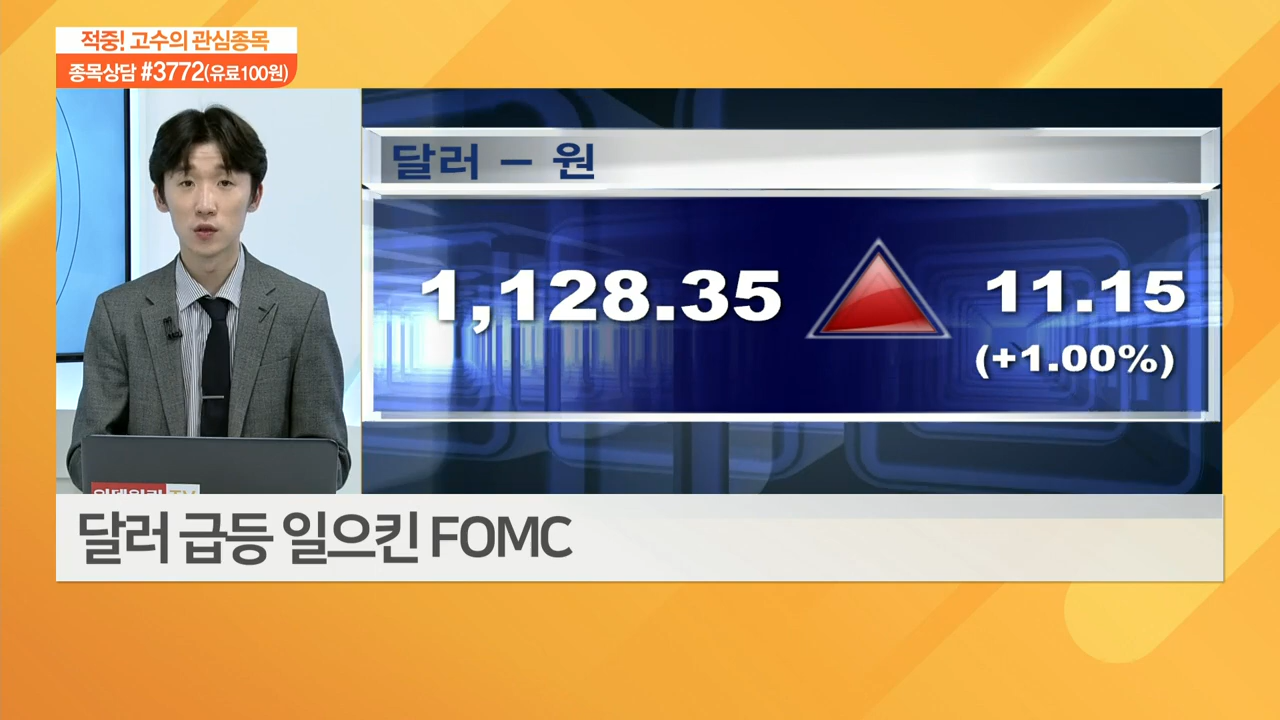 적중! 고수의 관심종목
종목상담 #3772(유료100원)
달러 - 원
1,128.35
11.15
(+1.00%)
달러 급등 일으킨 FOMC